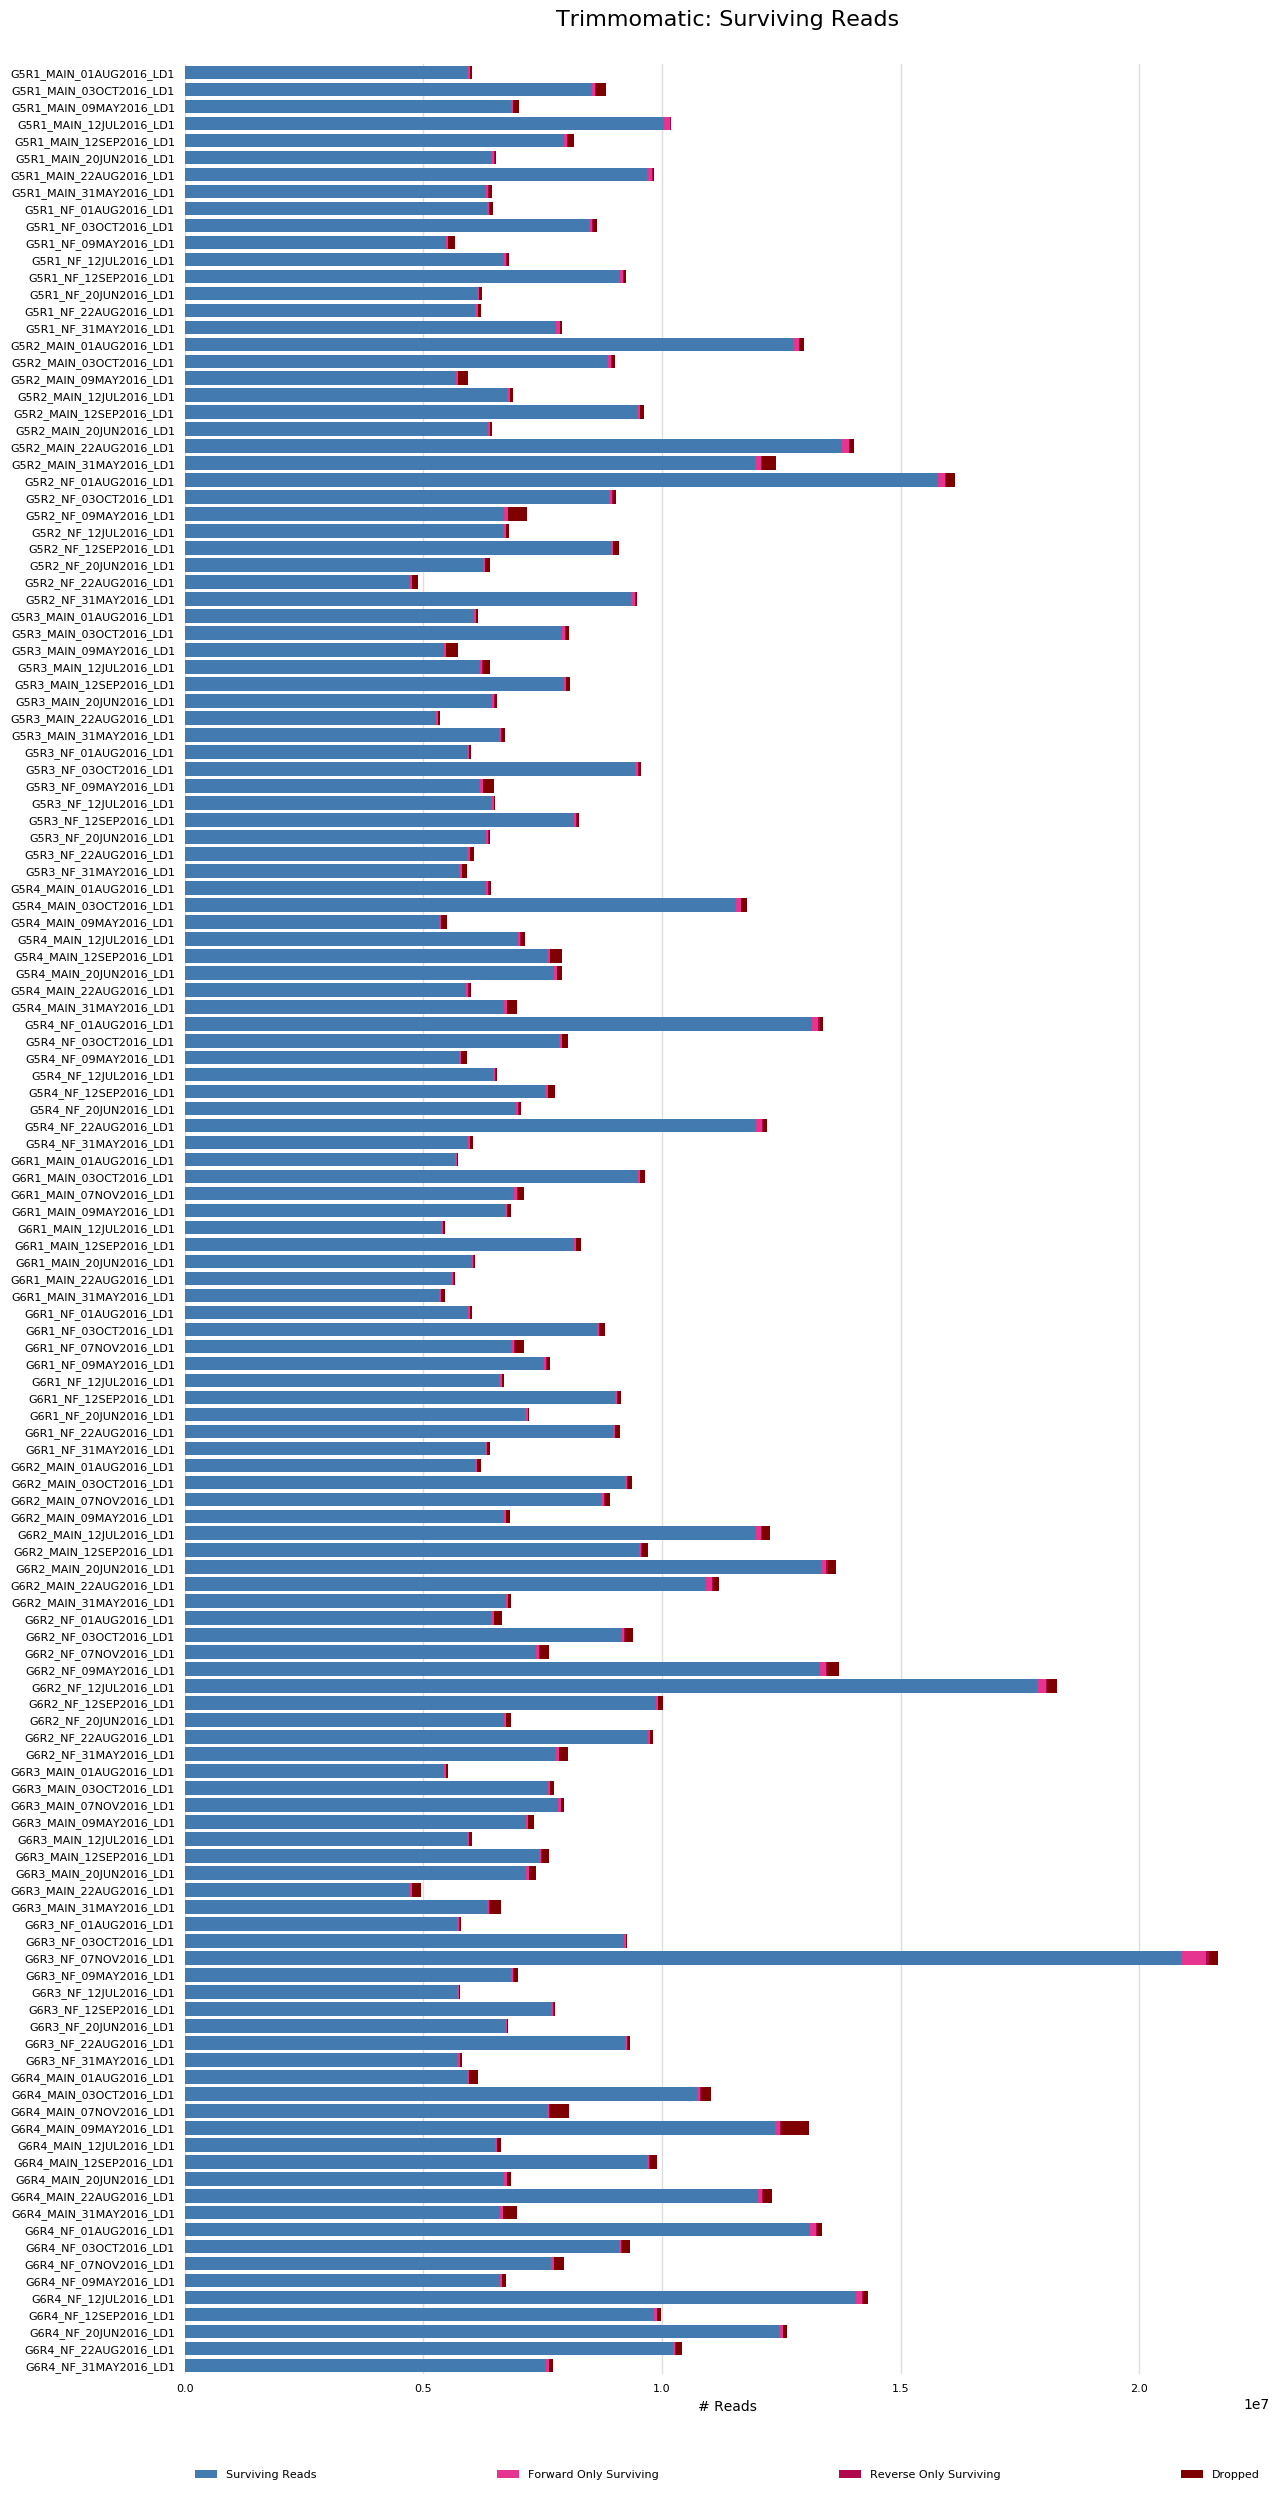 Trimmomatic: Surviving Reads
G5R1_MAIN_01AUG2016_LD1
G5R1_MAIN_03OCT2016_LD1
G5R1_MAIN_09MAY2016_LD1
G5R1_MAIN_12JUL2016_LD1
G5R1_MAIN_12SEP2016_LD1
G5R1_MAIN_20JUN2016_LD1
G5R1_MAIN_22AUG2016_LD1
G5R1_MAIN_31MAY2016_LD1
G5R1_NF_01AUG2016_LD1
G5R1_NF_03OCT2016_LD1
G5R1_NF_09MAY2016_LD1
G5R1_NF_12JUL2016_LD1
G5R1_NF_12SEP2016_LD1
G5R1_NF_20JUN2016_LD1
G5R1_NF_22AUG2016_LD1
G5R1_NF_31MAY2016_LD1
G5R2_MAIN_01AUG2016_LD1
G5R2_MAIN_03OCT2016_LD1
G5R2_MAIN_09MAY2016_LD1
G5R2_MAIN_12JUL2016_LD1
G5R2_MAIN_12SEP2016_LD1
G5R2_MAIN_20JUN2016_LD1
G5R2_MAIN_22AUG2016_LD1
G5R2_MAIN_31MAY2016_LD1
G5R2_NF_01AUG2016_LD1
G5R2_NF_03OCT2016_LD1
G5R2_NF_09MAY2016_LD1
G5R2_NF_12JUL2016_LD1
G5R2_NF_12SEP2016_LD1
G5R2_NF_20JUN2016_LD1
G5R2_NF_22AUG2016_LD1
G5R2_NF_31MAY2016_LD1
G5R3_MAIN_01AUG2016_LD1
G5R3_MAIN_03OCT2016_LD1
G5R3_MAIN_09MAY2016_LD1
G5R3_MAIN_12JUL2016_LD1
G5R3_MAIN_12SEP2016_LD1
G5R3_MAIN_20JUN2016_LD1
G5R3_MAIN_22AUG2016_LD1
G5R3_MAIN_31MAY2016_LD1
G5R3_NF_01AUG2016_LD1
G5R3_NF_03OCT2016_LD1
G5R3_NF_09MAY2016_LD1
G5R3_NF_12JUL2016_LD1
G5R3_NF_12SEP2016_LD1
G5R3_NF_20JUN2016_LD1
G5R3_NF_22AUG2016_LD1
G5R3_NF_31MAY2016_LD1
G5R4_MAIN_01AUG2016_LD1
G5R4_MAIN_03OCT2016_LD1
G5R4_MAIN_09MAY2016_LD1
G5R4_MAIN_12JUL2016_LD1
G5R4_MAIN_12SEP2016_LD1
G5R4_MAIN_20JUN2016_LD1
G5R4_MAIN_22AUG2016_LD1
G5R4_MAIN_31MAY2016_LD1
G5R4_NF_01AUG2016_LD1
G5R4_NF_03OCT2016_LD1
G5R4_NF_09MAY2016_LD1
G5R4_NF_12JUL2016_LD1
G5R4_NF_12SEP2016_LD1
G5R4_NF_20JUN2016_LD1
G5R4_NF_22AUG2016_LD1
G5R4_NF_31MAY2016_LD1
G6R1_MAIN_01AUG2016_LD1
G6R1_MAIN_03OCT2016_LD1
G6R1_MAIN_07NOV2016_LD1
G6R1_MAIN_09MAY2016_LD1
G6R1_MAIN_12JUL2016_LD1
G6R1_MAIN_12SEP2016_LD1
G6R1_MAIN_20JUN2016_LD1
G6R1_MAIN_22AUG2016_LD1
G6R1_MAIN_31MAY2016_LD1
G6R1_NF_01AUG2016_LD1
G6R1_NF_03OCT2016_LD1
G6R1_NF_07NOV2016_LD1
G6R1_NF_09MAY2016_LD1
G6R1_NF_12JUL2016_LD1
G6R1_NF_12SEP2016_LD1
G6R1_NF_20JUN2016_LD1
G6R1_NF_22AUG2016_LD1
G6R1_NF_31MAY2016_LD1
G6R2_MAIN_01AUG2016_LD1
G6R2_MAIN_03OCT2016_LD1
G6R2_MAIN_07NOV2016_LD1
G6R2_MAIN_09MAY2016_LD1
G6R2_MAIN_12JUL2016_LD1
G6R2_MAIN_12SEP2016_LD1
G6R2_MAIN_20JUN2016_LD1
G6R2_MAIN_22AUG2016_LD1
G6R2_MAIN_31MAY2016_LD1
G6R2_NF_01AUG2016_LD1
G6R2_NF_03OCT2016_LD1
G6R2_NF_07NOV2016_LD1
G6R2_NF_09MAY2016_LD1
G6R2_NF_12JUL2016_LD1
G6R2_NF_12SEP2016_LD1
G6R2_NF_20JUN2016_LD1
G6R2_NF_22AUG2016_LD1
G6R2_NF_31MAY2016_LD1
G6R3_MAIN_01AUG2016_LD1
G6R3_MAIN_03OCT2016_LD1
G6R3_MAIN_07NOV2016_LD1
G6R3_MAIN_09MAY2016_LD1
G6R3_MAIN_12JUL2016_LD1
G6R3_MAIN_12SEP2016_LD1
G6R3_MAIN_20JUN2016_LD1
G6R3_MAIN_22AUG2016_LD1
G6R3_MAIN_31MAY2016_LD1
G6R3_NF_01AUG2016_LD1
G6R3_NF_03OCT2016_LD1
G6R3_NF_07NOV2016_LD1
G6R3_NF_09MAY2016_LD1
G6R3_NF_12JUL2016_LD1
G6R3_NF_12SEP2016_LD1
G6R3_NF_20JUN2016_LD1
G6R3_NF_22AUG2016_LD1
G6R3_NF_31MAY2016_LD1
G6R4_MAIN_01AUG2016_LD1
G6R4_MAIN_03OCT2016_LD1
G6R4_MAIN_07NOV2016_LD1
G6R4_MAIN_09MAY2016_LD1
G6R4_MAIN_12JUL2016_LD1
G6R4_MAIN_12SEP2016_LD1
G6R4_MAIN_20JUN2016_LD1
G6R4_MAIN_22AUG2016_LD1
G6R4_MAIN_31MAY2016_LD1
G6R4_NF_01AUG2016_LD1
G6R4_NF_03OCT2016_LD1
G6R4_NF_07NOV2016_LD1
G6R4_NF_09MAY2016_LD1
G6R4_NF_12JUL2016_LD1
G6R4_NF_12SEP2016_LD1
G6R4_NF_20JUN2016_LD1
G6R4_NF_22AUG2016_LD1
G6R4_NF_31MAY2016_LD1
0.0 0.5 1.0 1.5 2.0
# Reads 1e7
Surviving Reads Forward Only Surviving Reverse Only Surviving Dropped